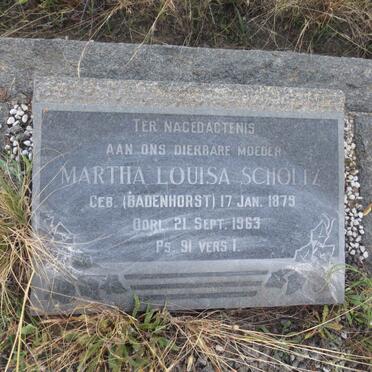 TER NAGEDAGTENIS
AAN ONS DIERBARE MOEDER
MARTHA LOUISA SCHOLTZ
GEB. (BADENHORST) 17 JAN. 1879
OORL. 21 SEPT. 1963
PS. 91 VERS 1.